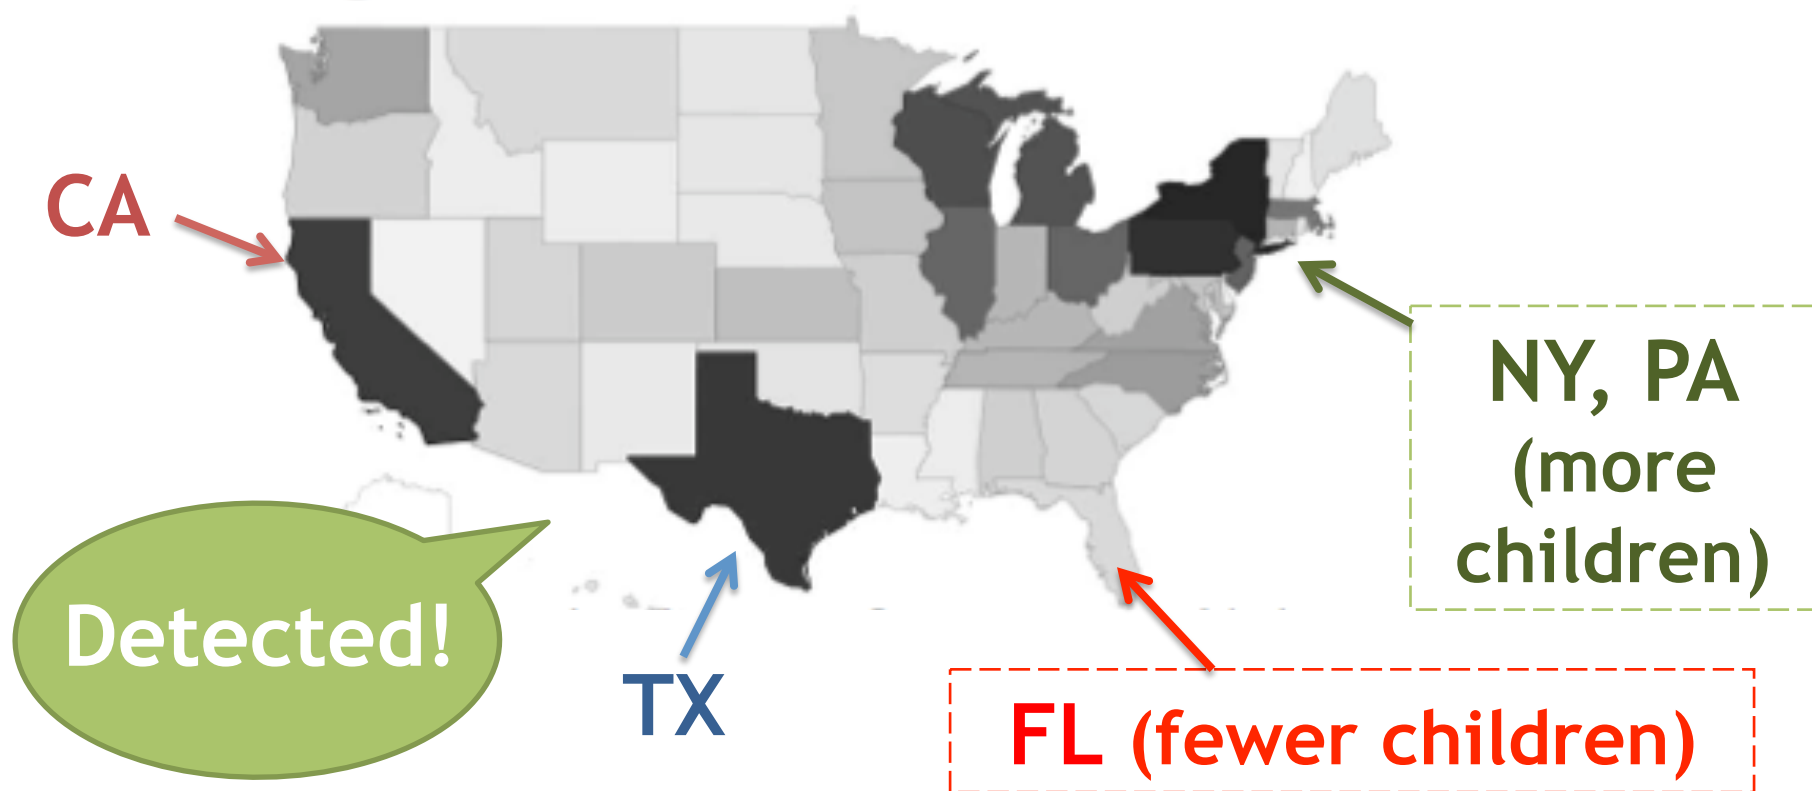 CA
NY, PA
(more
children)
Detected!
TX
FL (fewer children)